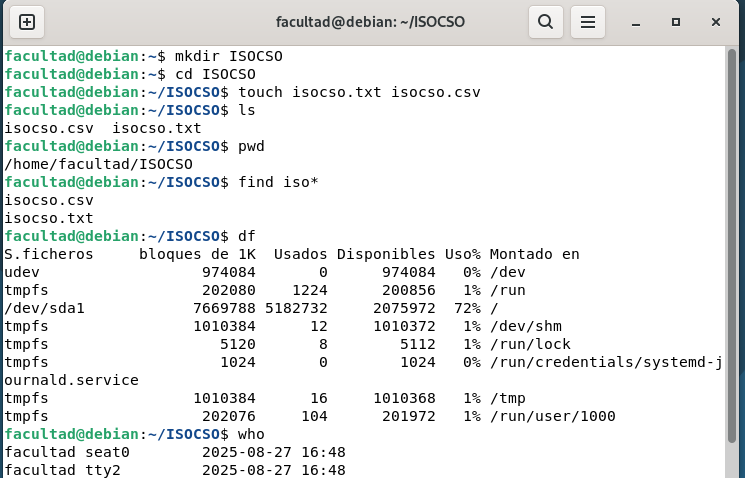 facultad@debian: ~/ISOCSO
facultad@debian:~$ mkdir ISOCSO
facultad@debian:~$ cd ISOCSO
facultad@debian:~/ISOCSO$ touch isocso.txt isocso.csv
facultad@debian:~/ISOCSO$ ls
isocso.csv  isocso.txt
facultad@debian:~/ISOCSO$ pwd
/home/facultad/ISOCSO
facultad@debian:~/ISOCSO$ find iso*
isocso.csv
isocso.txt
facultad@debian:~/ISOCSO$ df
S.ficheros     bloques de 1K  Usados Disponibles Uso% Montado en
udev                  974084       0      974084   0% /dev
tmpfs                 202080    1224      200856   1% /run
/dev/sda1            7669788 5182732     2075972  72% /
tmpfs                1010384      12     1010372   1% /dev/shm
tmpfs                   5120       8        5112   1% /run/lock
tmpfs                   1024       0        1024   0% /run/credentials/systemd-j
ournald.service
tmpfs                1010384      16     1010368   1% /tmp
tmpfs                 202076     104      201972   1% /run/user/1000
facultad@debian:~/ISOCSO$ who
facultad seat0        2025-08-27 16:48
facultad tty2         2025-08-27 16:48